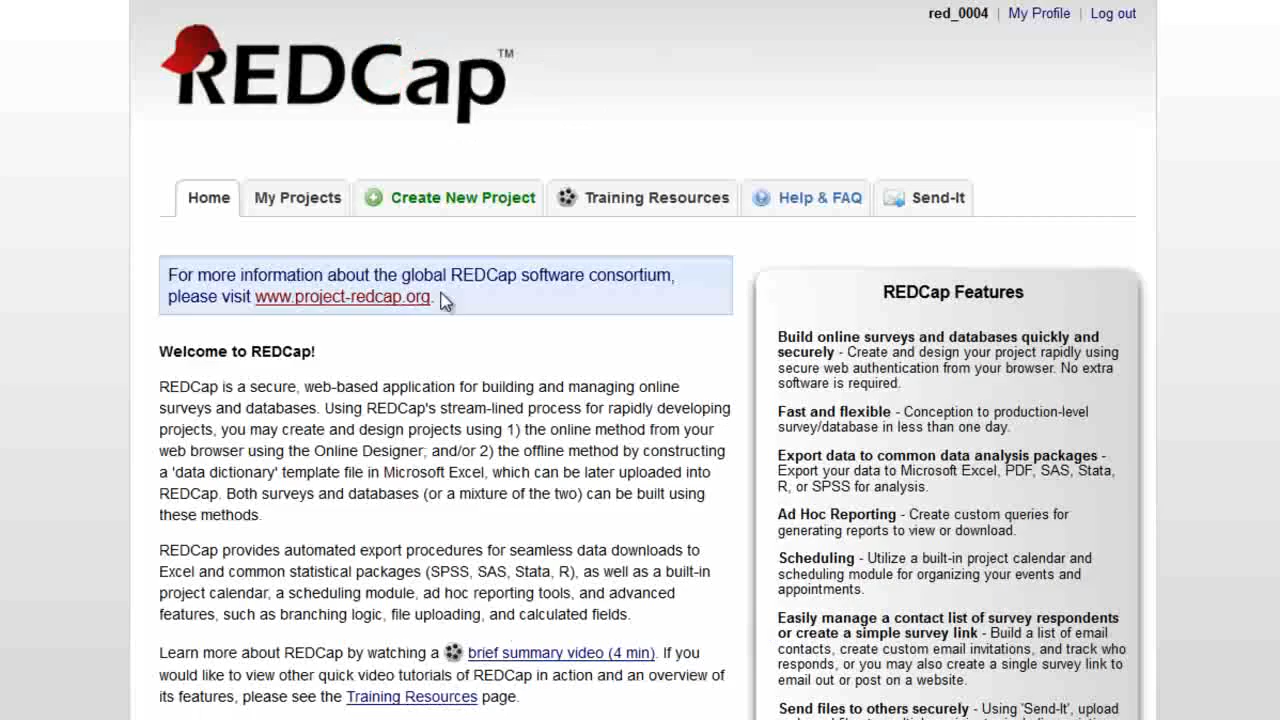 red_0004 | My Profile | Log out
REDCap™
Home
My Projects
Create New Project
Training Resources
Help & FAQ
Send-It
For more information about the global REDCap software consortium,
please visit www.project-redcap.org.
Welcome to REDCap!
REDCap is a secure, web-based application for building and managing online
surveys and databases. Using REDCap's stream-lined process for rapidly developing
projects, you may create and design projects using 1) the online method from your
web browser using the Online Designer; and/or 2) the offline method by constructing
a 'data dictionary' template file in Microsoft Excel, which can be later uploaded into
REDCap. Both surveys and databases (or a mixture of the two) can be built using
these methods.
REDCap provides automated export procedures for seamless data downloads to
Excel and common statistical packages (SPSS, SAS, Stata, R), as well as a built-in
project calendar, a scheduling module, ad hoc reporting tools, and advanced
features, such as branching logic, file uploading, and calculated fields.
Learn more about REDCap by watching a brief summary video (4 min). If you
would like to view other quick video tutorials of REDCap in action and an overview of
its features, please see the Training Resources page.
REDCap Features
Build online surveys and databases quickly and
securely - Create and design your project rapidly using
secure web authentication from your browser. No extra
software is required.
Fast and flexible - Conception to production-level
survey/database in less than one day.
Export data to common data analysis packages -
Export your data to Microsoft Excel, PDF, SAS, Stata,
R, or SPSS for analysis.
Ad Hoc Reporting - Create custom queries for
generating reports to view or download.
Scheduling - Utilize a built-in project calendar and
scheduling module for organizing your events and
appointments.
Easily manage a contact list of survey respondents
or create a simple survey link - Build a list of email
contacts, create custom email invitations, and track who
responds, or you may also create a single survey link to
email out or post on a website.
Send files to others securely - Using 'Send-It', upload